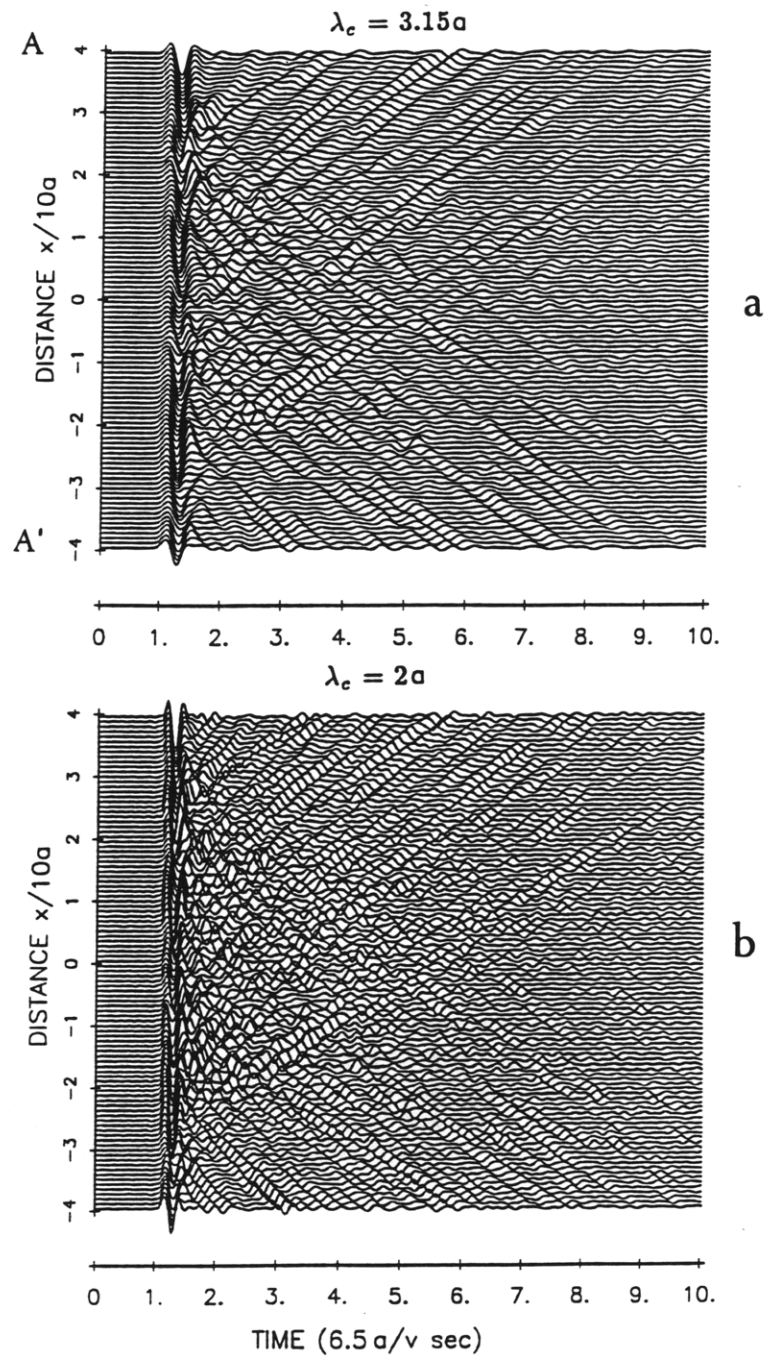 λc = 3.15a
A
4
3
2
1
0
-1
-2
-3
-4
DISTANCE x/10a
a
A'
0 1. 2. 3. 4. 5. 6. 7. 8. 9. 10.
λc = 2a
4
3
2
1
0
-1
-2
-3
-4
DISTANCE x/10a
b
0 1. 2. 3. 4. 5. 6. 7. 8. 9. 10.
TIME (6.5 a/v sec)